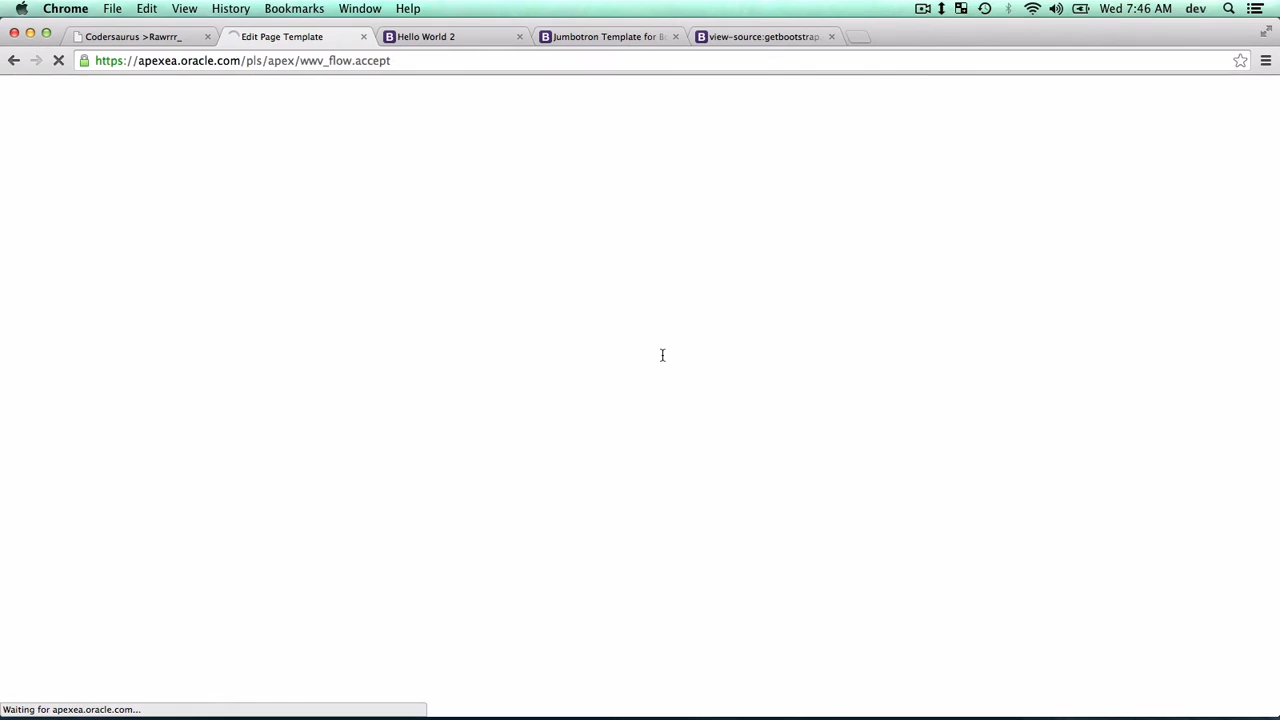 Chrome File Edit View History Bookmarks Window Help Wed 7:46 AM dev
Codersaurus >Rawrrr_ Edit Page Template Hello World 2 Jumbotron Template for Bo view-source:getbootstrap
https://apexea.oracle.com/pls/apex/wwv_flow.accept
Waiting for apexea.oracle.com...